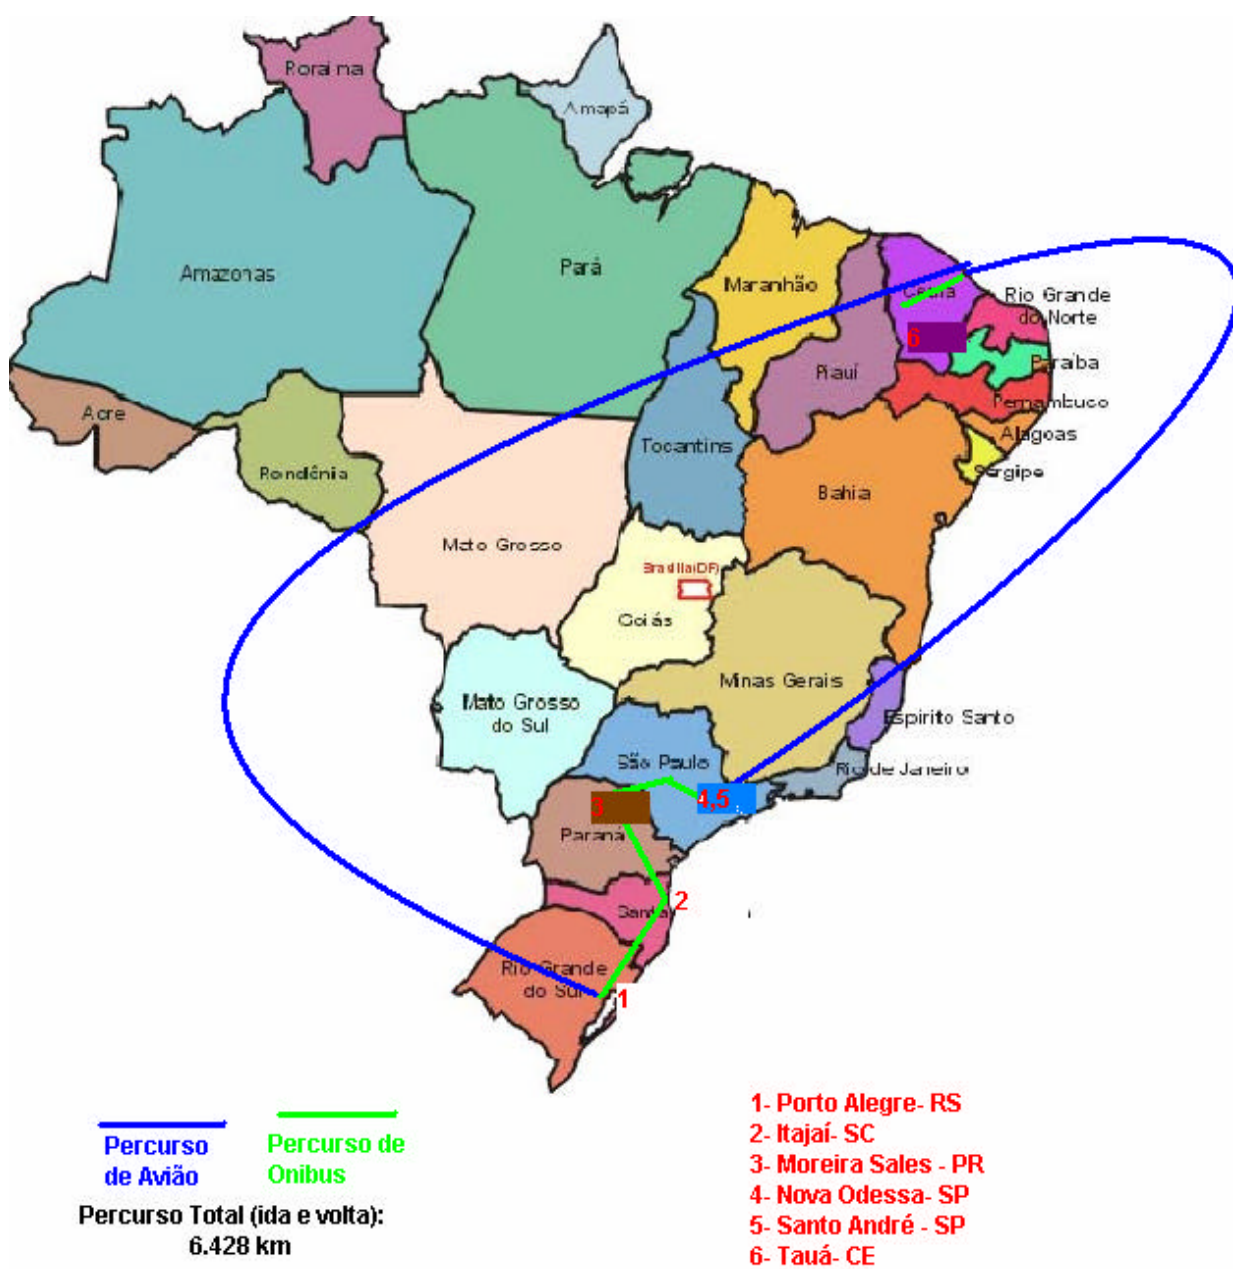 Roraima
Amapá
Amazonas
Pará
Maranhão
Ceará
Rio Grande
do Norte
6
Paraíba
Piauí
Pernambuco
Acre
Alagoas
Tocantins
Sergipe
Rondônia
Bahia
Mato Grosso
Brasília(DF)
Goiás
Minas Gerais
Mato Grosso
do Sul
Espirito Santo
São Paulo
Rio de Janeiro
4,5
3
Paraná
2
Santa
Rio Grande
do Sul
1
1- Porto Alegre- RS
2- Itajaí- SC
3- Moreira Sales - PR
4- Nova Odessa- SP
5- Santo André - SP
6- Tauá- CE
Percurso
de Avião
Percurso de
Onibus
Percurso Total (ida e volta):
6.428 km